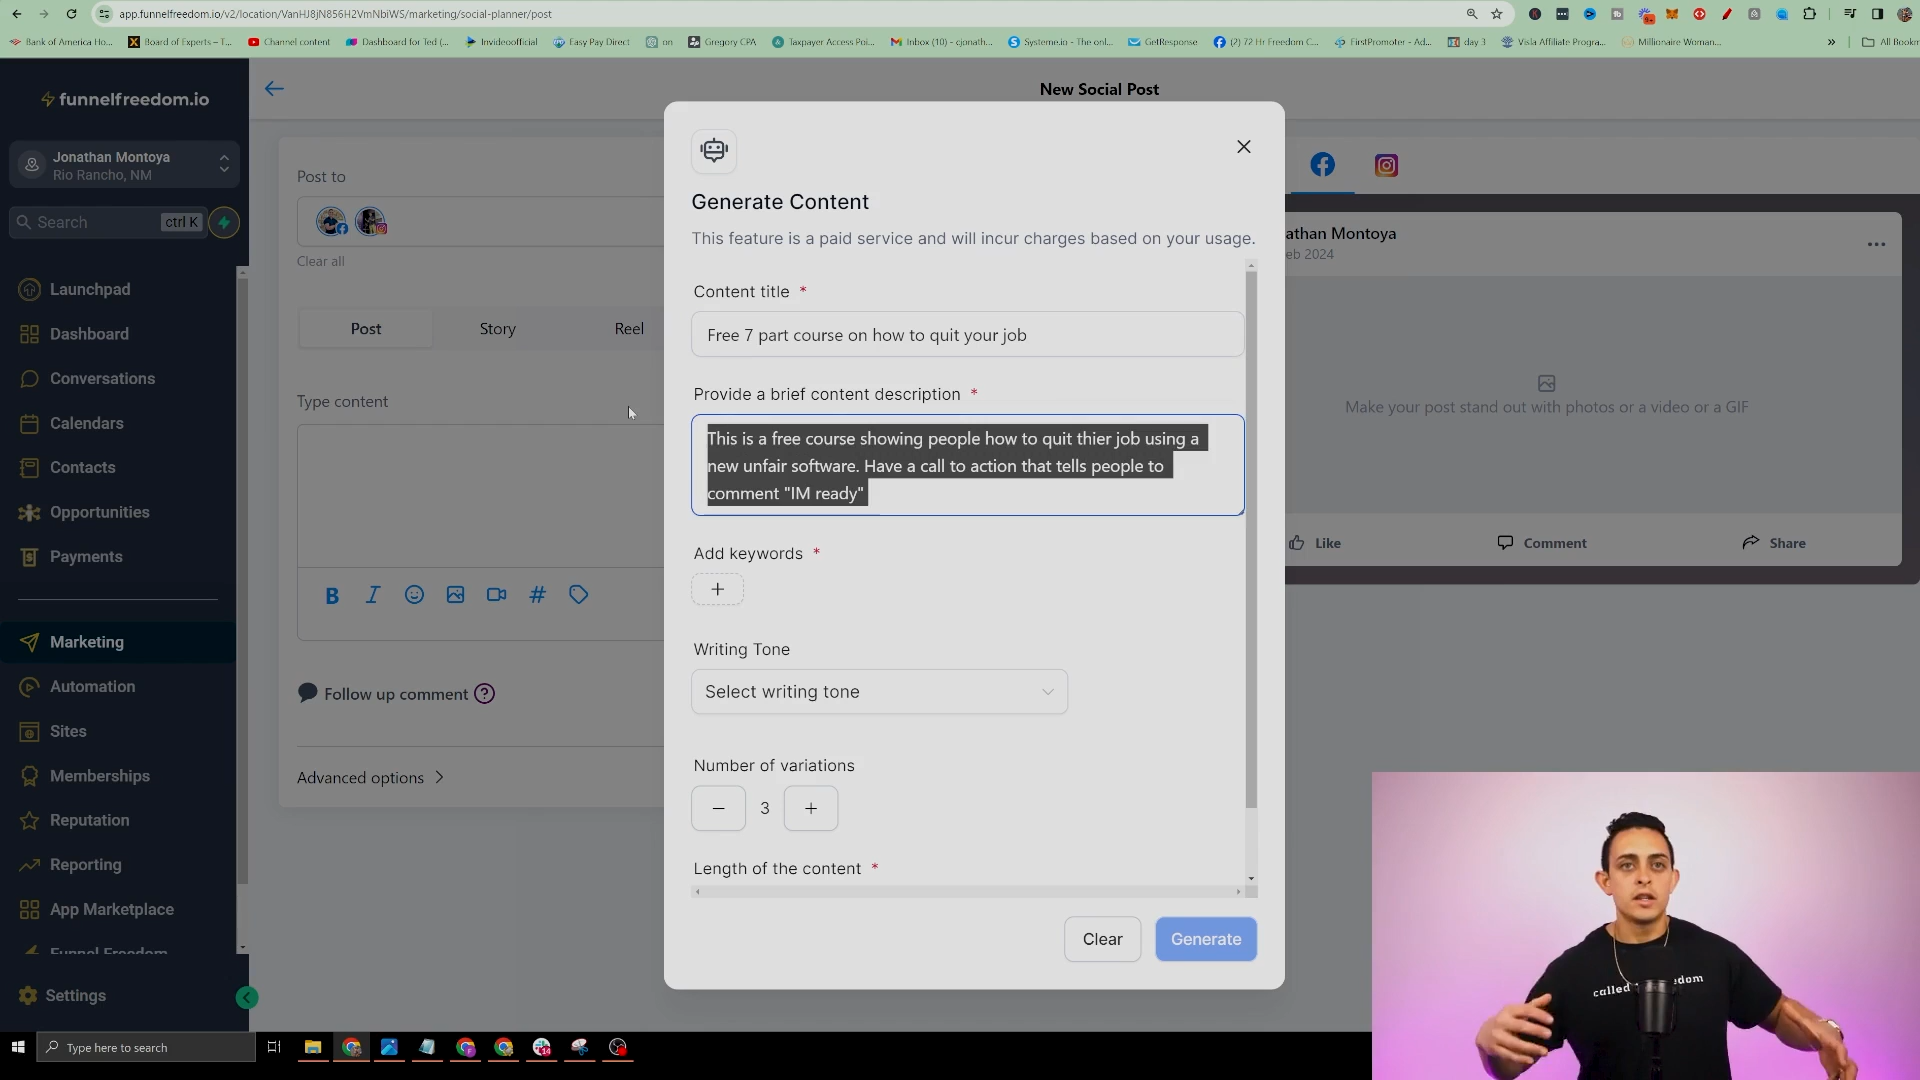 app.funnelfreedom.io/v2/location/VanHJ8jN856H2VmNbiWS/marketing/social-planner/post
Bank of America Ho...
Board of Experts – T...
Channel content
Dashboard for Ted (...
Invideoofficial
Easy Pay Direct
on
Gregory CPA
Taxpayer Access Poi...
Inbox (10) - cjonath...
Systeme.io - The onl...
GetResponse
(2) 72 Hr Freedom C...
FirstPromoter - Ad...
day 3
Visla Affiliate Progra...
Millionaire Woman...
»
All Bookm
funnelfreedom.io
Jonathan Montoya
Rio Rancho, NM
Search
ctrl K
Launchpad
Dashboard
Conversations
Calendars
Contacts
Opportunities
Payments
Marketing
Automation
Sites
Memberships
Reputation
Reporting
App Marketplace
Funnel Freedom
Settings
New Social Post
Post to
Clear all
Post
Story
Reel
Type content
B I #
Follow up comment ?
Advanced options
Generate Content
This feature is a paid service and will incur charges based on your usage.
Content title *
Free 7 part course on how to quit your job
Provide a brief content description *
This is a free course showing people how to quit thier job using a
new unfair software. Have a call to action that tells people to
comment "IM ready"
Add keywords *
+
Writing Tone
Select writing tone
Number of variations
− 3 +
Length of the content *
Clear
Generate
athan Montoya
eb 2024
Make your post stand out with photos or a video or a GIF
Like
Comment
Share
Type here to search
14